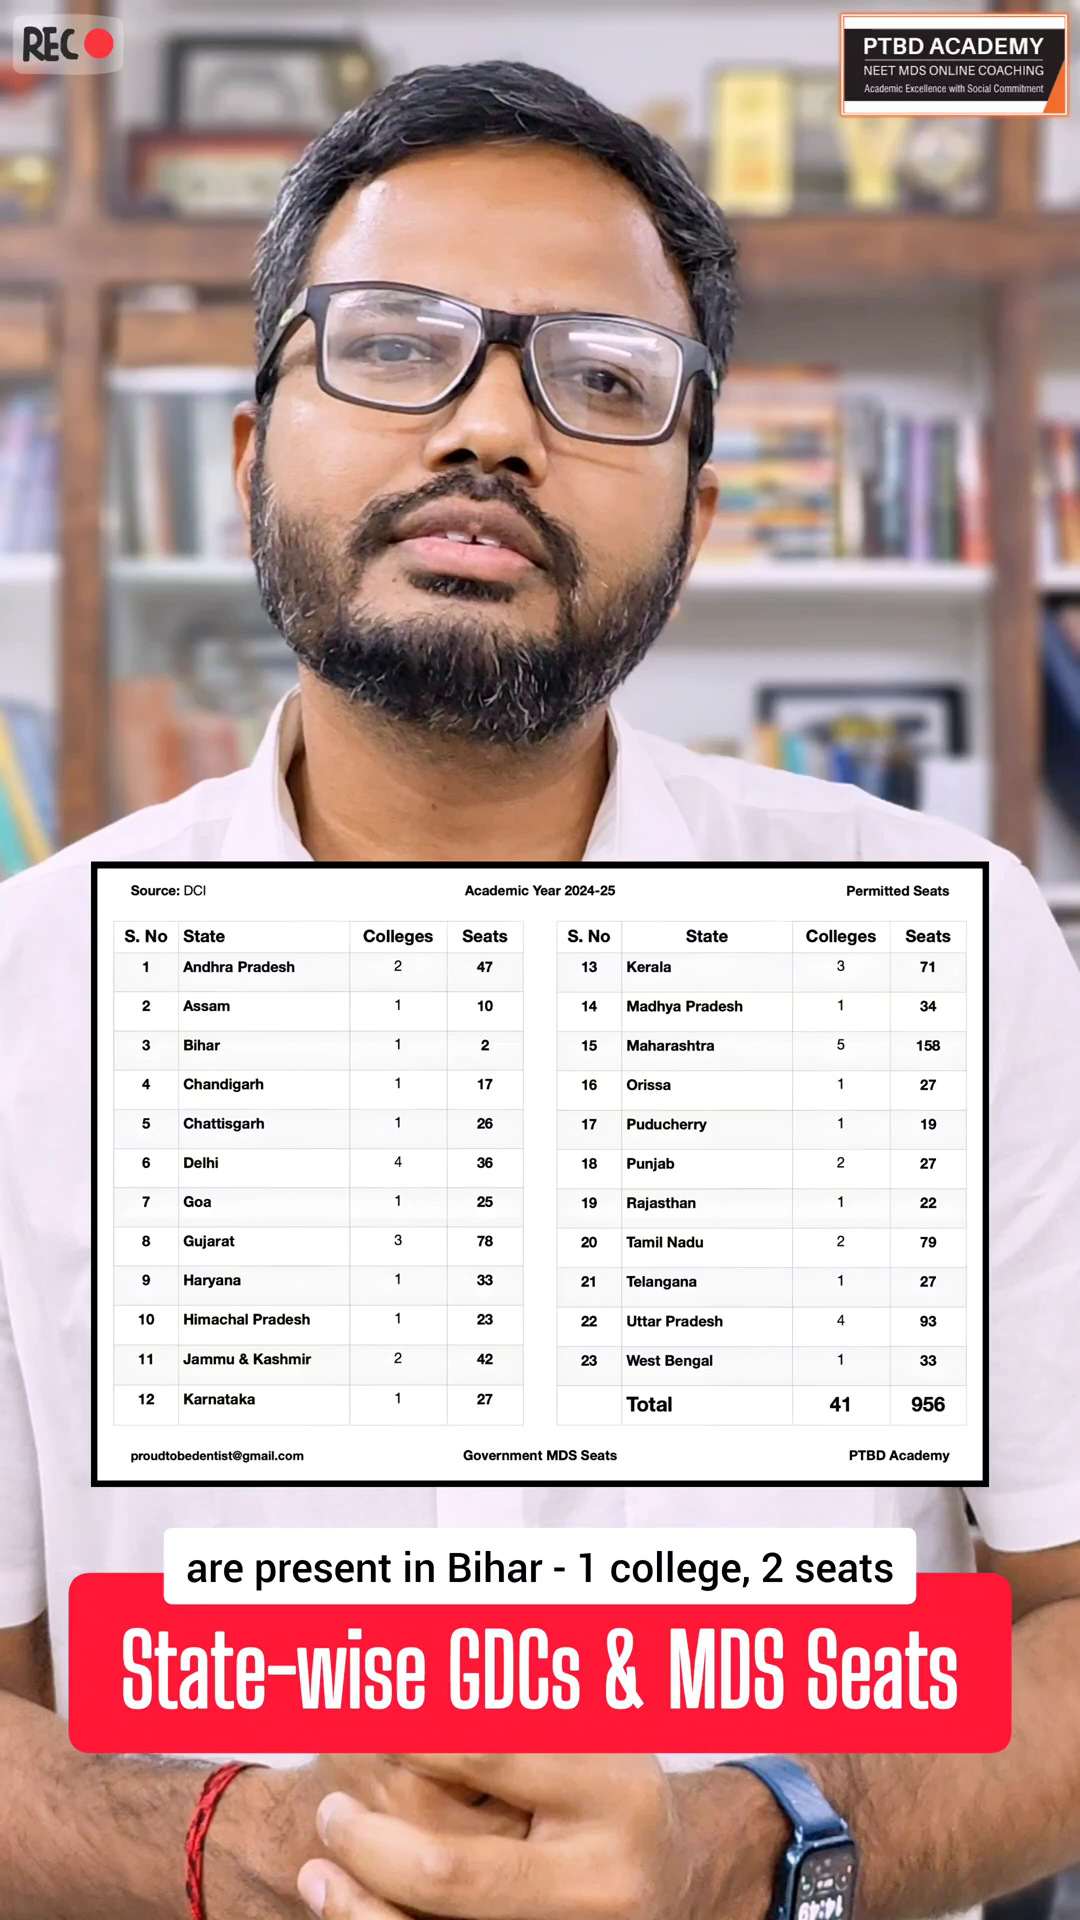 REC
PTBD ACADEMY
NEET MDS ONLINE COACHING
Academic Excellence with Social Commitment
Source: DCI Academic Year 2024-25 Permitted Seats
S. No State Colleges Seats
1 Andhra Pradesh 2 47
2 Assam 1 10
3 Bihar 1 2
4 Chandigarh 1 17
5 Chattisgarh 1 26
6 Delhi 4 36
7 Goa 1 25
8 Gujarat 3 78
9 Haryana 1 33
10 Himachal Pradesh 1 23
11 Jammu & Kashmir 2 42
12 Karnataka 1 27
S. No State Colleges Seats
13 Kerala 3 71
14 Madhya Pradesh 1 34
15 Maharashtra 5 158
16 Orissa 1 27
17 Puducherry 1 19
18 Punjab 2 27
19 Rajasthan 1 22
20 Tamil Nadu 2 79
21 Telangana 1 27
22 Uttar Pradesh 4 93
23 West Bengal 1 33
Total 41 956
proudtobedentist@gmail.com Government MDS Seats PTBD Academy
are present in Bihar - 1 college, 2 seats
State-wise GDCs & MDS Seats
14:49